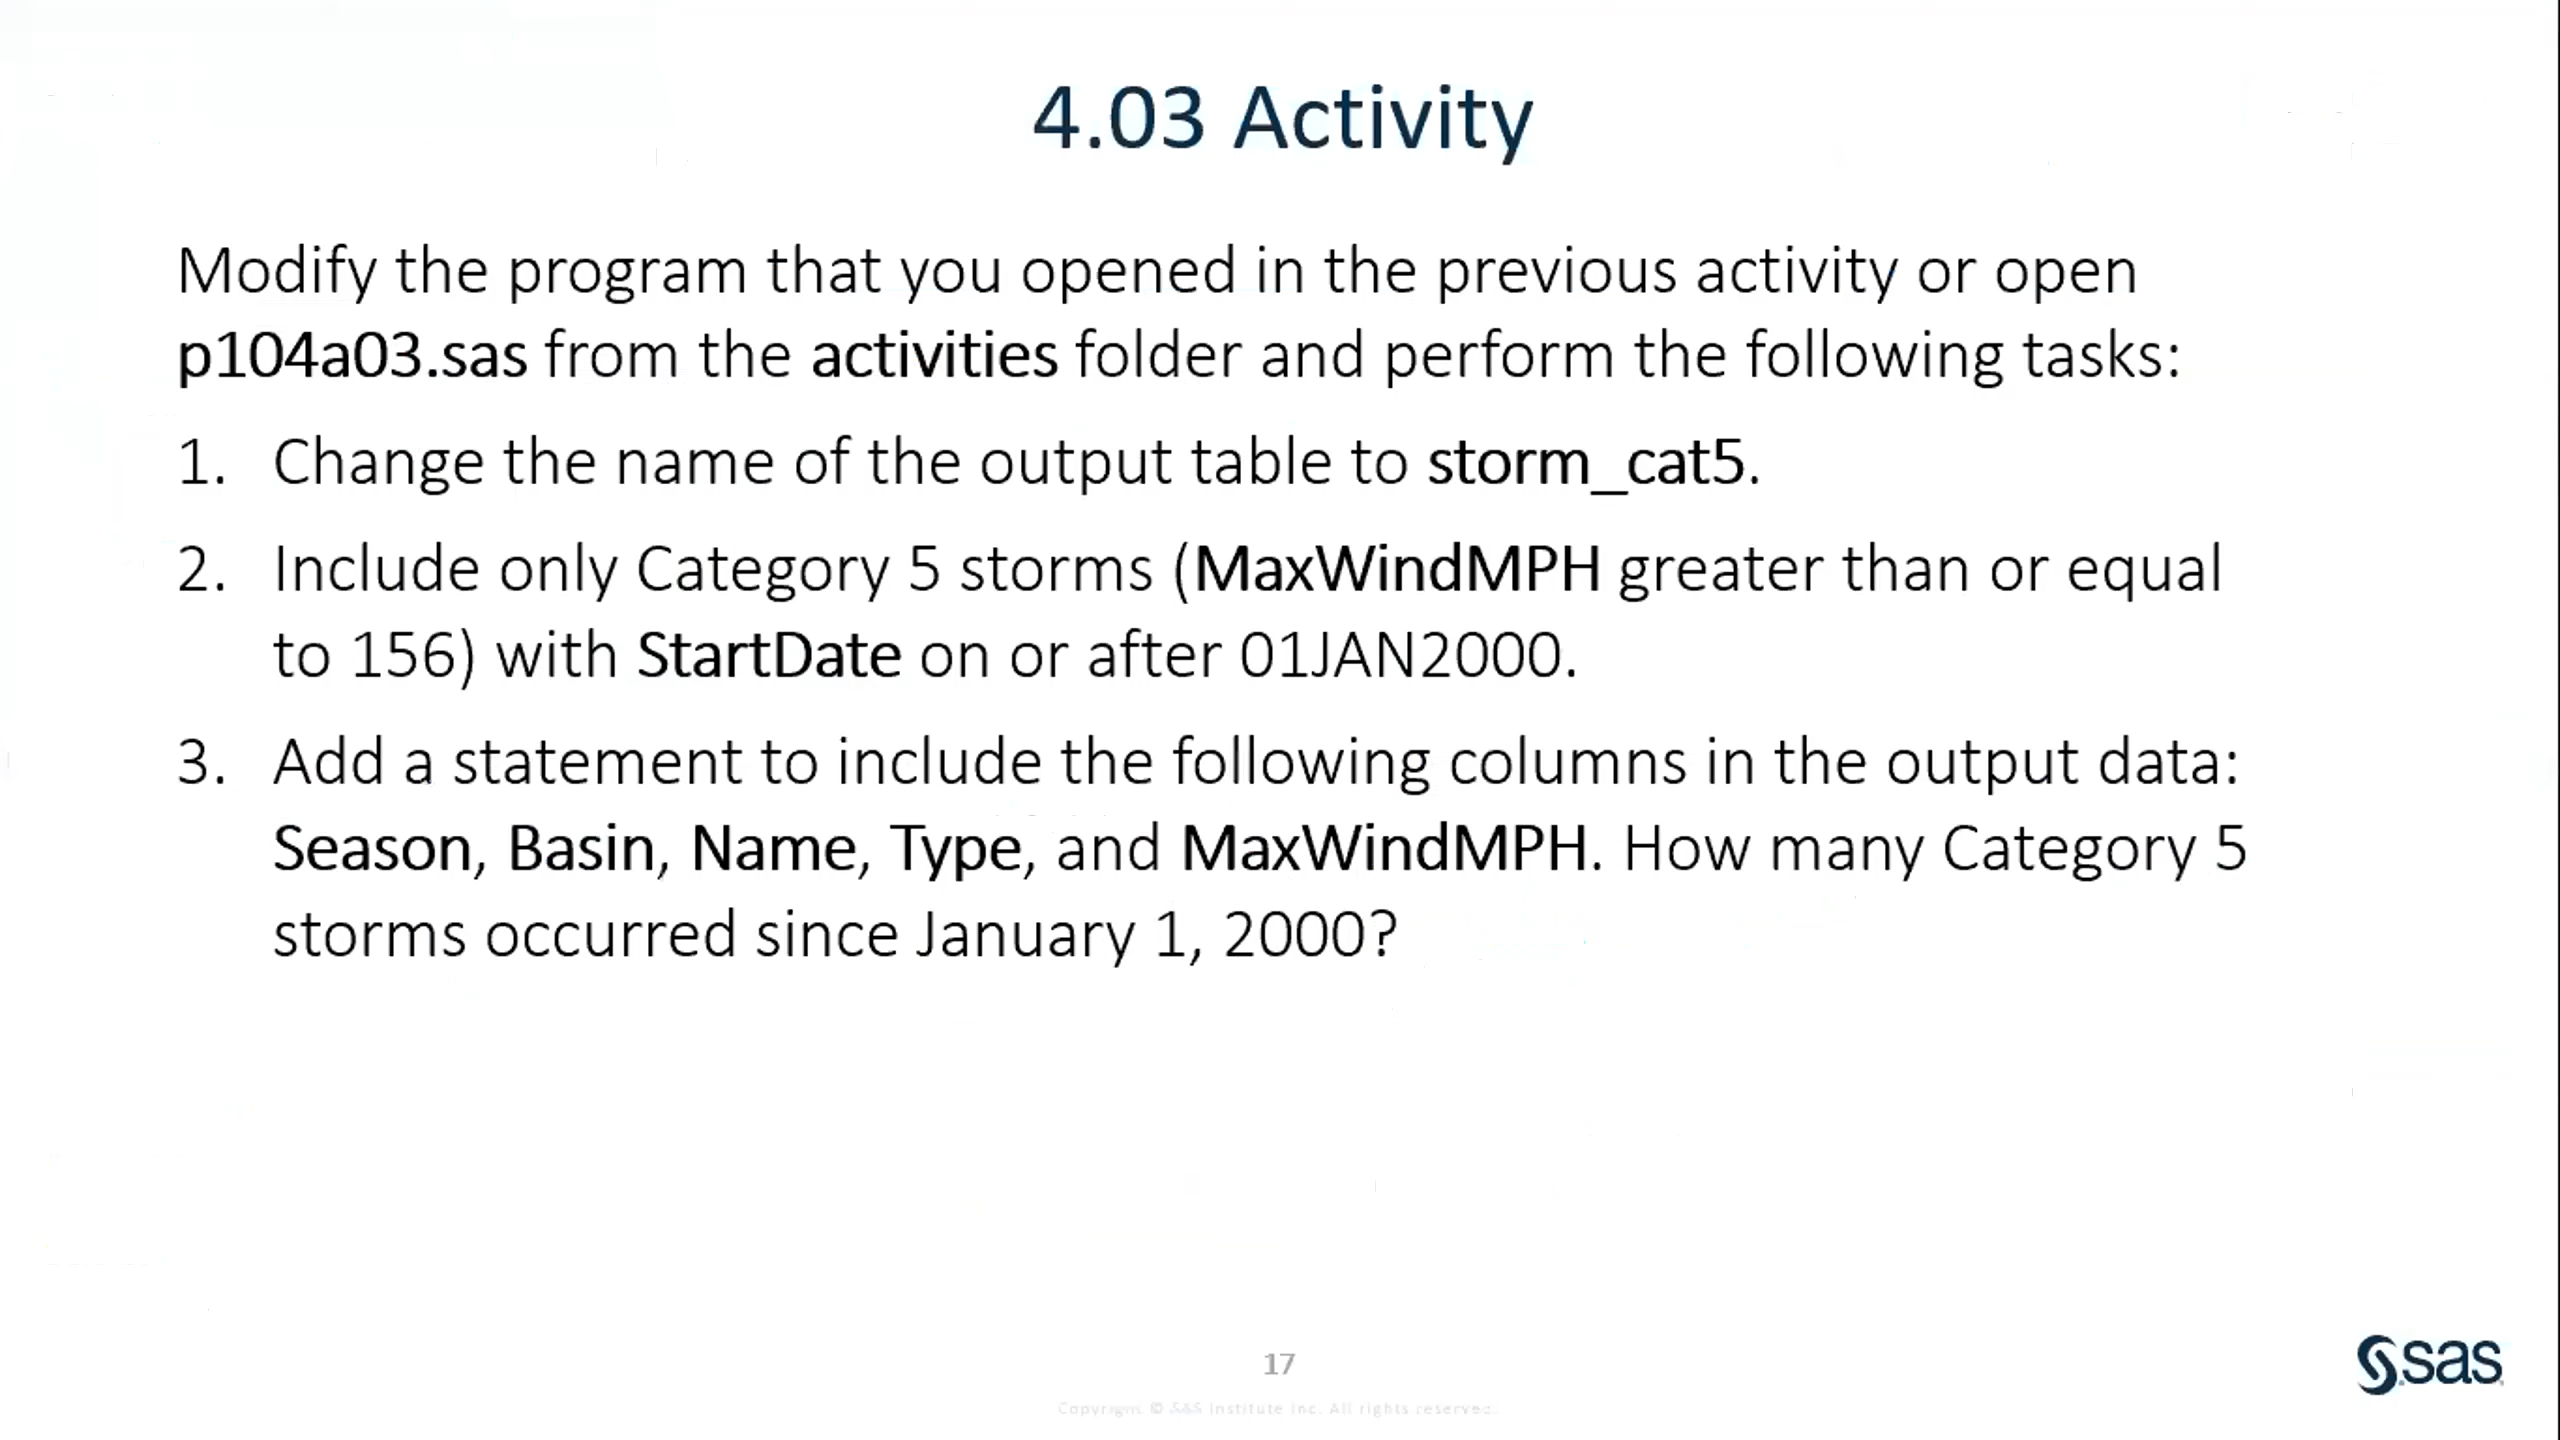 4.03 Activity
Modify the program that you opened in the previous activity or open
p104a03.sas from the activities folder and perform the following tasks:
1. Change the name of the output table to storm_cat5.
2. Include only Category 5 storms (MaxWindMPH greater than or equal
to 156) with StartDate on or after 01JAN2000.
3. Add a statement to include the following columns in the output data:
Season, Basin, Name, Type, and MaxWindMPH. How many Category 5
storms occurred since January 1, 2000?
17
sas
Copyright © SAS Institute Inc. All rights reserved.